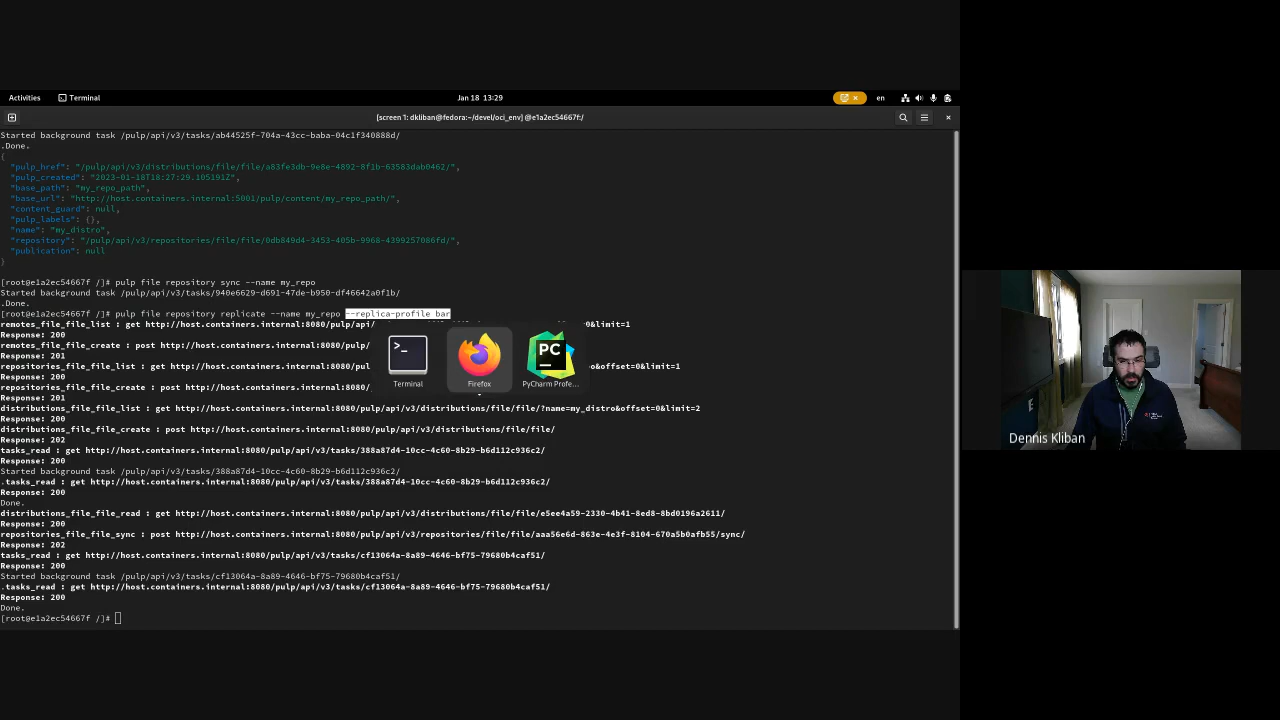 Activities
Terminal
Jan 18 13:29
en
[screen 1: dkliban@fedora:~/devel/oci_env] @e1a2ec54667f:/
Started background task /pulp/api/v3/tasks/ab44525f-704a-43cc-baba-04c1f340888d/
.Done.
{
"pulp_href": "/pulp/api/v3/distributions/file/file/a83fe3db-9e8e-4892-8f1b-63583dab0462/",
"pulp_created": "2023-01-18T18:27:29.105191Z",
"base_path": "my_repo_path",
"base_url": "http://host.containers.internal:5001/pulp/content/my_repo_path/",
"content_guard": null,
"pulp_labels": {},
"name": "my_distro",
"repository": "/pulp/api/v3/repositories/file/file/0db849d4-3453-405b-9968-4399257086fd/",
"publication": null
}
[root@e1a2ec54667f /]# pulp file repository sync --name my_repo
Started background task /pulp/api/v3/tasks/940e6629-d691-47de-b950-df46642a0f1b/
.Done.
[root@e1a2ec54667f /]# pulp file repository replicate --name my_repo --replica-profile bar
remotes_file_file_list : get http://host.containers.internal:8080/pulp/api/ 0&limit=1
Response: 200
remotes_file_file_create : post http://host.containers.internal:8080/pulp
Response: 201
repositories_file_file_list : get http://host.containers.internal:8080/pul o&offset=0&limit=1
Response: 200
repositories_file_file_create : post http://host.containers.internal:8080/
Response: 201
distributions_file_file_list : get http://host.containers.internal:8080/pulp/api/v3/distributions/file/file/?name=my_distro&offset=0&limit=2
Response: 200
distributions_file_file_create : post http://host.containers.internal:8080/pulp/api/v3/distributions/file/file/
Response: 202
tasks_read : get http://host.containers.internal:8080/pulp/api/v3/tasks/388a87d4-10cc-4c60-8b29-b6d112c936c2/
Response: 200
Started background task /pulp/api/v3/tasks/388a87d4-10cc-4c60-8b29-b6d112c936c2/
.tasks_read : get http://host.containers.internal:8080/pulp/api/v3/tasks/388a87d4-10cc-4c60-8b29-b6d112c936c2/
Response: 200
Done.
distributions_file_file_read : get http://host.containers.internal:8080/pulp/api/v3/distributions/file/file/e5ee4a59-2330-4b41-8ed8-8bd0196a2611/
Response: 200
repositories_file_file_sync : post http://host.containers.internal:8080/pulp/api/v3/repositories/file/file/aaa56e6d-863e-4e3f-8104-670a5b0afb55/sync/
Response: 202
tasks_read : get http://host.containers.internal:8080/pulp/api/v3/tasks/cf13064a-8a89-4646-bf75-79680b4caf51/
Response: 200
Started background task /pulp/api/v3/tasks/cf13064a-8a89-4646-bf75-79680b4caf51/
.tasks_read : get http://host.containers.internal:8080/pulp/api/v3/tasks/cf13064a-8a89-4646-bf75-79680b4caf51/
Response: 200
Done.
[root@e1a2ec54667f /]#
>_
PC
Terminal
Firefox
PyCharm Profe...
Dennis Kliban